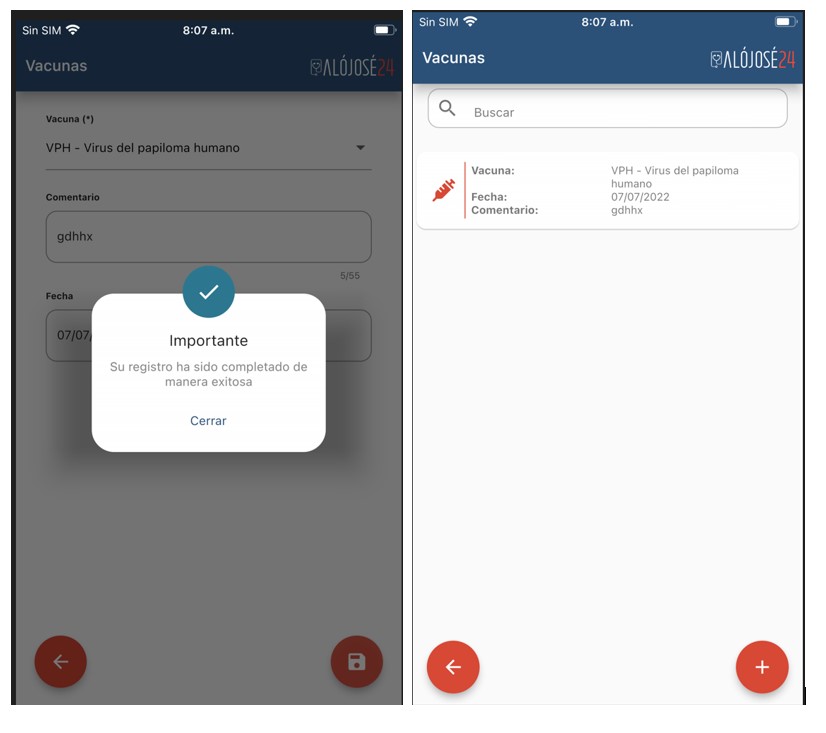 Sin SIM 8:07 a.m.
Vacunas ALÓJOSÉ24
Vacuna (*)
VPH - Virus del papiloma humano
Comentario
gdhhx
5/55
Fecha
07/07/
Importante
Su registro ha sido completado de
manera exitosa
Cerrar
Sin SIM 8:07 a.m.
Vacunas ALÓJOSÉ24
Buscar
Vacuna: VPH - Virus del papiloma
humano
Fecha: 07/07/2022
Comentario: gdhhx